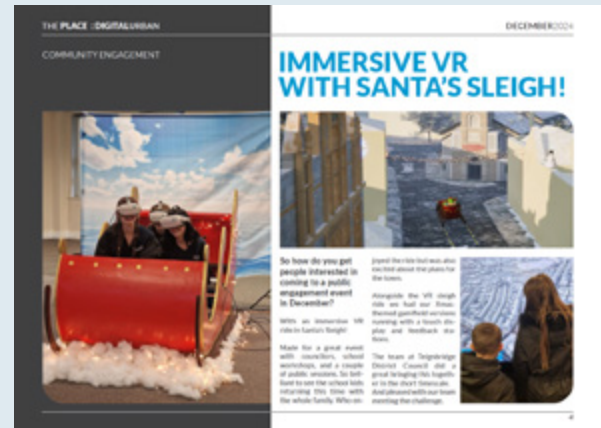 THE PLACE ::DIGITALURBAN
DECEMBER2024
COMMUNITY ENGAGEMENT
IMMERSIVE VR
WITH SANTA'S SLEIGH!
So how do you get
people interested in
coming to a public
engagement event
in December?
With an immersive VR
ride in Santa's Sleigh!
Made for a great event
with councillors, school
workshops, and a couple
of public sessions. So bril-
liant to see the school kids
returning this time with
the whole family. Who en-
joyed the ride but was also
excited about the plans for
the town.
Alongside the VR sleigh
ride we had our Xmas-
themed gamified versions
running with a touch dis-
play and feedback sta-
tions.
The team at Teignbridge
District Council did a
great bringing this togeth-
er in the short timescale.
And pleased with our team
meeting the challenge.